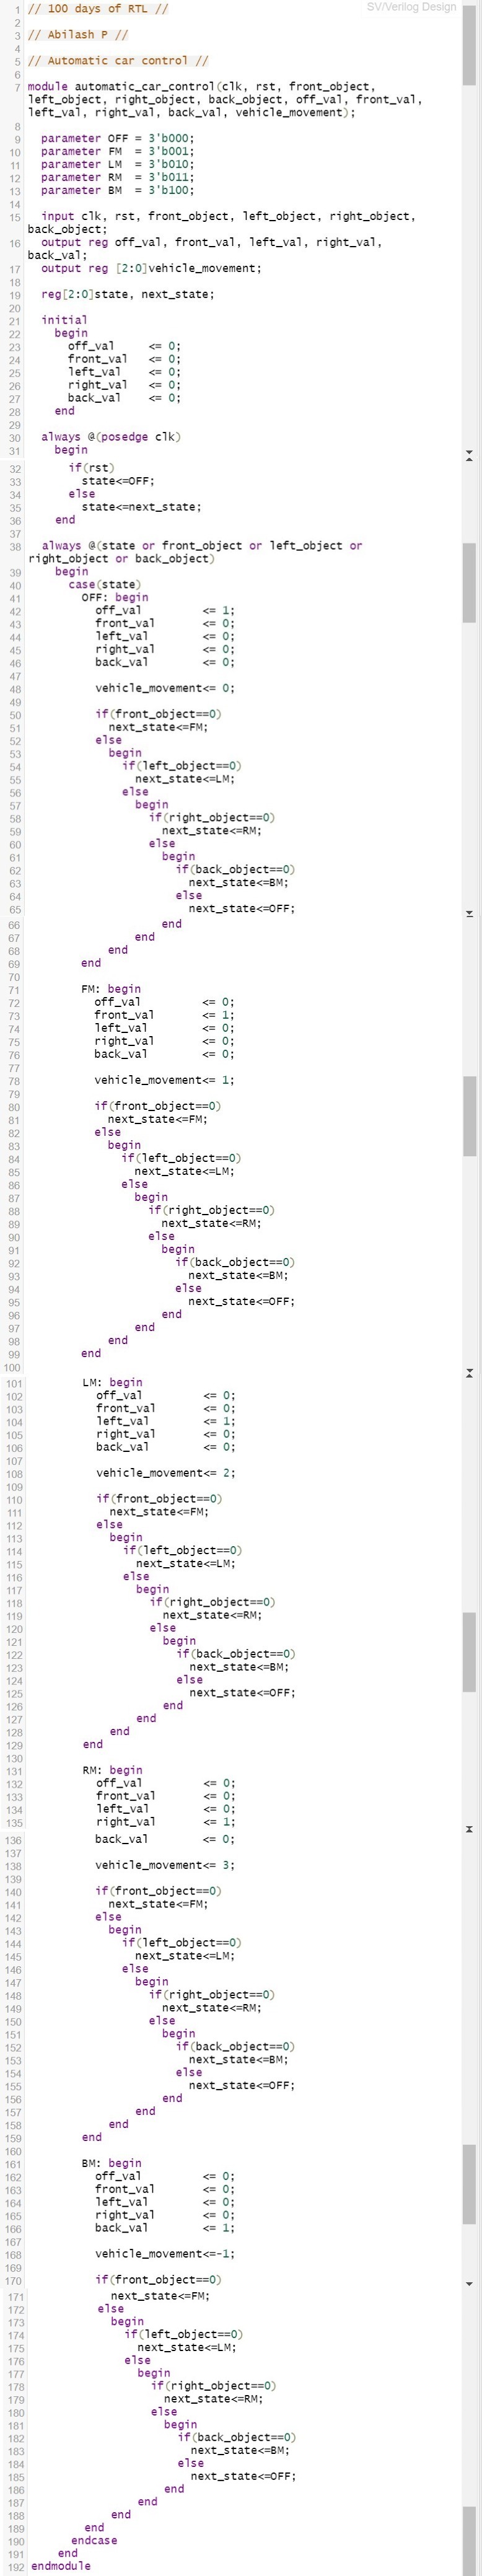 SV/Verilog Design
1 // 100 days of RTL //
2
3 // Abilash P //
4
5 // Automatic car control //
6
7 module automatic_car_control(clk, rst, front_object,
left_object, right_object, back_object, off_val, front_val,
left_val, right_val, back_val, vehicle_movement);
8
9 parameter OFF = 3'b000;
10 parameter FM = 3'b001;
11 parameter LM = 3'b010;
12 parameter RM = 3'b011;
13 parameter BM = 3'b100;
14
15 input clk, rst, front_object, left_object, right_object,
back_object;
16 output reg off_val, front_val, left_val, right_val,
back_val;
17 output reg [2:0]vehicle_movement;
18
19 reg[2:0]state, next_state;
20
21 initial
22 begin
23 off_val <= 0;
24 front_val <= 0;
25 left_val <= 0;
26 right_val <= 0;
27 back_val <= 0;
28 end
29
30 always @(posedge clk)
31 begin
32 if(rst)
33 state<=OFF;
34 else
35 state<=next_state;
36 end
37
38 always @(state or front_object or left_object or
right_object or back_object)
39 begin
40 case(state)
41 OFF: begin
42 off_val <= 1;
43 front_val <= 0;
44 left_val <= 0;
45 right_val <= 0;
46 back_val <= 0;
47
48 vehicle_movement<= 0;
49
50 if(front_object==0)
51 next_state<=FM;
52 else
53 begin
54 if(left_object==0)
55 next_state<=LM;
56 else
57 begin
58 if(right_object==0)
59 next_state<=RM;
60 else
61 begin
62 if(back_object==0)
63 next_state<=BM;
64 else
65 next_state<=OFF;
66 end
67 end
68 end
69 end
70
71 FM: begin
72 off_val <= 0;
73 front_val <= 1;
74 left_val <= 0;
75 right_val <= 0;
76 back_val <= 0;
77
78 vehicle_movement<= 1;
79
80 if(front_object==0)
81 next_state<=FM;
82 else
83 begin
84 if(left_object==0)
85 next_state<=LM;
86 else
87 begin
88 if(right_object==0)
89 next_state<=RM;
90 else
91 begin
92 if(back_object==0)
93 next_state<=BM;
94 else
95 next_state<=OFF;
96 end
97 end
98 end
99 end
100
101 LM: begin
102 off_val <= 0;
103 front_val <= 0;
104 left_val <= 1;
105 right_val <= 0;
106 back_val <= 0;
107
108 vehicle_movement<= 2;
109
110 if(front_object==0)
111 next_state<=FM;
112 else
113 begin
114 if(left_object==0)
115 next_state<=LM;
116 else
117 begin
118 if(right_object==0)
119 next_state<=RM;
120 else
121 begin
122 if(back_object==0)
123 next_state<=BM;
124 else
125 next_state<=OFF;
126 end
127 end
128 end
129 end
130
131 RM: begin
132 off_val <= 0;
133 front_val <= 0;
134 left_val <= 0;
135 right_val <= 1;
136 back_val <= 0;
137
138 vehicle_movement<= 3;
139
140 if(front_object==0)
141 next_state<=FM;
142 else
143 begin
144 if(left_object==0)
145 next_state<=LM;
146 else
147 begin
148 if(right_object==0)
149 next_state<=RM;
150 else
151 begin
152 if(back_object==0)
153 next_state<=BM;
154 else
155 next_state<=OFF;
156 end
157 end
158 end
159 end
160
161 BM: begin
162 off_val <= 0;
163 front_val <= 0;
164 left_val <= 0;
165 right_val <= 0;
166 back_val <= 1;
167
168 vehicle_movement<=-1;
169
170 if(front_object==0)
171 next_state<=FM;
172 else
173 begin
174 if(left_object==0)
175 next_state<=LM;
176 else
177 begin
178 if(right_object==0)
179 next_state<=RM;
180 else
181 begin
182 if(back_object==0)
183 next_state<=BM;
184 else
185 next_state<=OFF;
186 end
187 end
188 end
189 end
190 endcase
191 end
192 endmodule